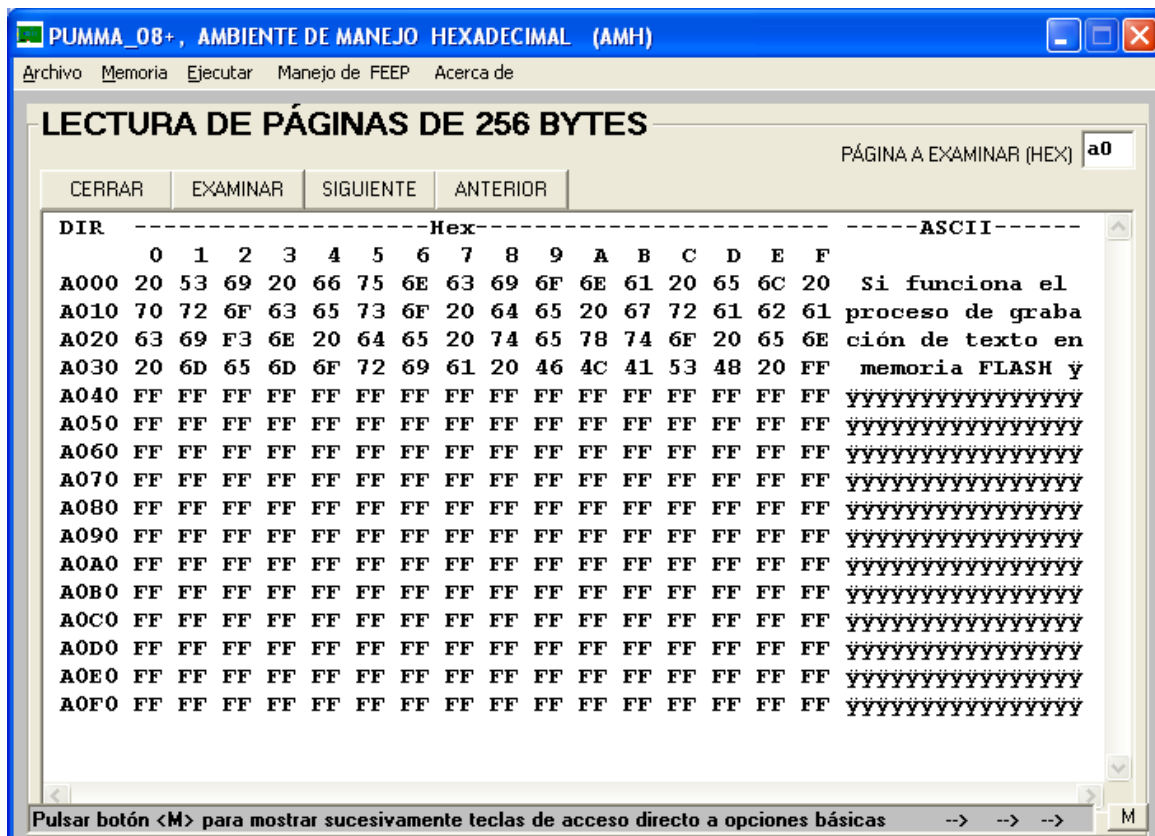 PUMMA_08+, AMBIENTE DE MANEJO HEXADECIMAL (AMH)
Archivo Memoria Ejecutar Manejo de FEEP Acerca de
LECTURA DE PÁGINAS DE 256 BYTES
PÁGINA A EXAMINAR (HEX) a0
CERRAR EXAMINAR SIGUIENTE ANTERIOR
DIR ---------------------Hex------------------------- -----ASCII------
0 1 2 3 4 5 6 7 8 9 A B C D E F
A000 20 53 69 20 66 75 6E 63 69 6F 6E 61 20 65 6C 20 Si funciona el
A010 70 72 6F 63 65 73 6F 20 64 65 20 67 72 61 62 61 proceso de graba
A020 63 69 F3 6E 20 64 65 20 74 65 78 74 6F 20 65 6E ción de texto en
A030 20 6D 65 6D 6F 72 69 61 20 46 4C 41 53 48 20 FF memoria FLASH ÿ
A040 FF FF FF FF FF FF FF FF FF FF FF FF FF FF FF FF ÿÿÿÿÿÿÿÿÿÿÿÿÿÿÿÿ
A050 FF FF FF FF FF FF FF FF FF FF FF FF FF FF FF FF ÿÿÿÿÿÿÿÿÿÿÿÿÿÿÿÿ
A060 FF FF FF FF FF FF FF FF FF FF FF FF FF FF FF FF ÿÿÿÿÿÿÿÿÿÿÿÿÿÿÿÿ
A070 FF FF FF FF FF FF FF FF FF FF FF FF FF FF FF FF ÿÿÿÿÿÿÿÿÿÿÿÿÿÿÿÿ
A080 FF FF FF FF FF FF FF FF FF FF FF FF FF FF FF FF ÿÿÿÿÿÿÿÿÿÿÿÿÿÿÿÿ
A090 FF FF FF FF FF FF FF FF FF FF FF FF FF FF FF FF ÿÿÿÿÿÿÿÿÿÿÿÿÿÿÿÿ
A0A0 FF FF FF FF FF FF FF FF FF FF FF FF FF FF FF FF ÿÿÿÿÿÿÿÿÿÿÿÿÿÿÿÿ
A0B0 FF FF FF FF FF FF FF FF FF FF FF FF FF FF FF FF ÿÿÿÿÿÿÿÿÿÿÿÿÿÿÿÿ
A0C0 FF FF FF FF FF FF FF FF FF FF FF FF FF FF FF FF ÿÿÿÿÿÿÿÿÿÿÿÿÿÿÿÿ
A0D0 FF FF FF FF FF FF FF FF FF FF FF FF FF FF FF FF ÿÿÿÿÿÿÿÿÿÿÿÿÿÿÿÿ
A0E0 FF FF FF FF FF FF FF FF FF FF FF FF FF FF FF FF ÿÿÿÿÿÿÿÿÿÿÿÿÿÿÿÿ
A0F0 FF FF FF FF FF FF FF FF FF FF FF FF FF FF FF FF ÿÿÿÿÿÿÿÿÿÿÿÿÿÿÿÿ
Pulsar botón <M> para mostrar sucesivamente teclas de acceso directo a opciones básicas --> --> --> M